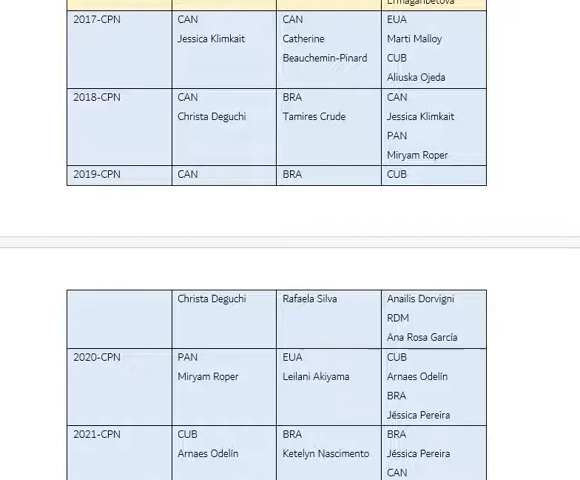 Ermaganbetova
2017-CPN
CAN
Jessica Klimkait
CAN
Catherine
Beauchemin-Pinard
EUA
Marti Malloy
CUB
Aliuska Ojeda
2018-CPN
CAN
Christa Deguchi
BRA
Tamires Crude
CAN
Jessica Klimkait
PAN
Miryam Roper
2019-CPN
CAN
BRA
CUB
Christa Deguchi
Rafaela Silva
Anailis Dorvigni
RDM
Ana Rosa García
2020-CPN
PAN
Miryam Roper
EUA
Leilani Akiyama
CUB
Arnaes Odelín
BRA
Jéssica Pereira
2021-CPN
CUB
Arnaes Odelín
BRA
Ketelyn Nascimento
BRA
Jéssica Pereira
CAN